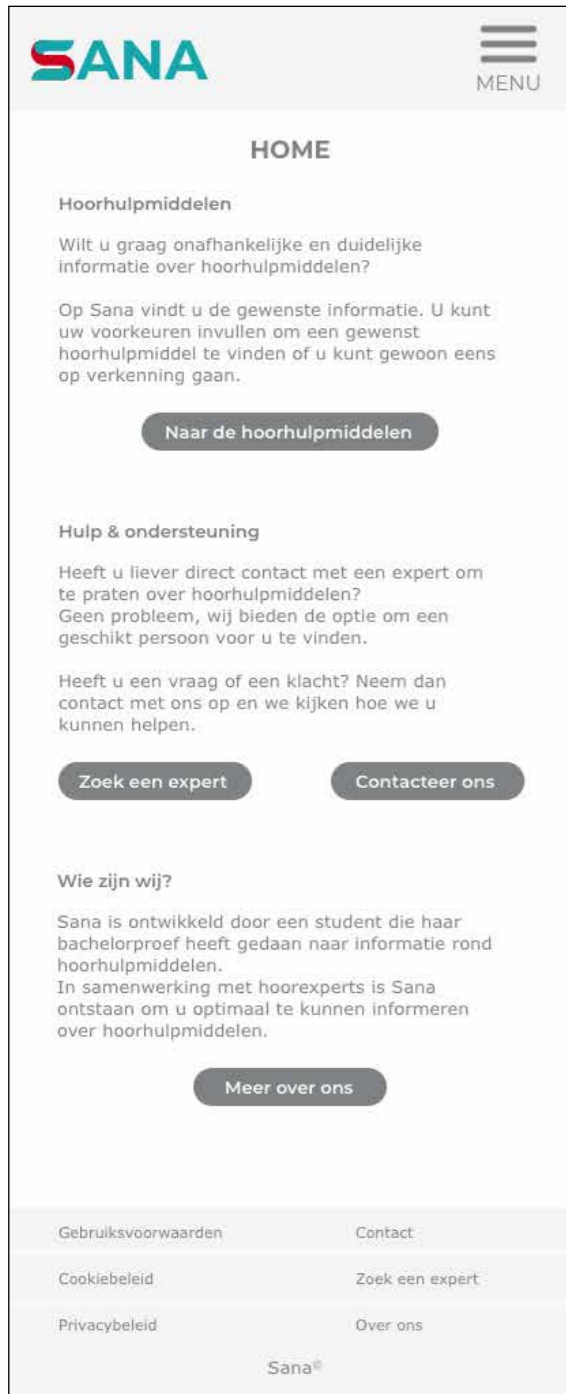 SANA
MENU
HOME
Hoorhulpmiddelen
Wilt u graag onafhankelijke en duidelijke
informatie over hoorhulpmiddelen?
Op Sana vindt u de gewenste informatie. U kunt
uw voorkeuren invullen om een gewenst
hoorhulpmiddel te vinden of u kunt gewoon eens
op verkenning gaan.
Naar de hoorhulpmiddelen
Hulp & ondersteuning
Heeft u liever direct contact met een expert om
te praten over hoorhulpmiddelen?
Geen probleem, wij bieden de optie om een
geschikt persoon voor u te vinden.
Heeft u een vraag of een klacht? Neem dan
contact met ons op en we kijken hoe we u
kunnen helpen.
Zoek een expert
Contacteer ons
Wie zijn wij?
Sana is ontwikkeld door een student die haar
bachelorproef heeft gedaan naar informatie rond
hoorhulpmiddelen.
In samenwerking met hoorexperts is Sana
ontstaan om u optimaal te kunnen informeren
over hoorhulpmiddelen.
Meer over ons
Gebruiksvoorwaarden
Contact
Cookiebeleid
Zoek een expert
Privacybeleid
Over ons
Sana©